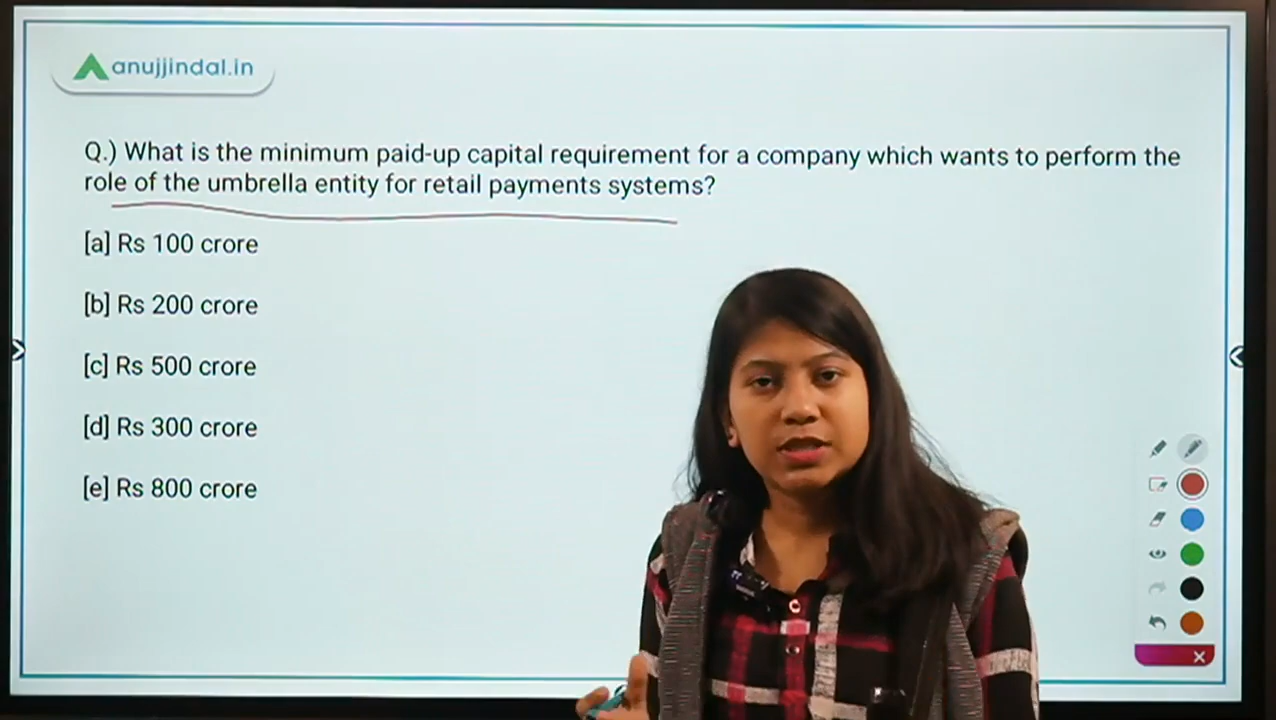 anujjindal.in
Q.) What is the minimum paid-up capital requirement for a company which wants to perform the
role of the umbrella entity for retail payments systems?
[a] Rs 100 crore
[b] Rs 200 crore
[c] Rs 500 crore
[d] Rs 300 crore
[e] Rs 800 crore